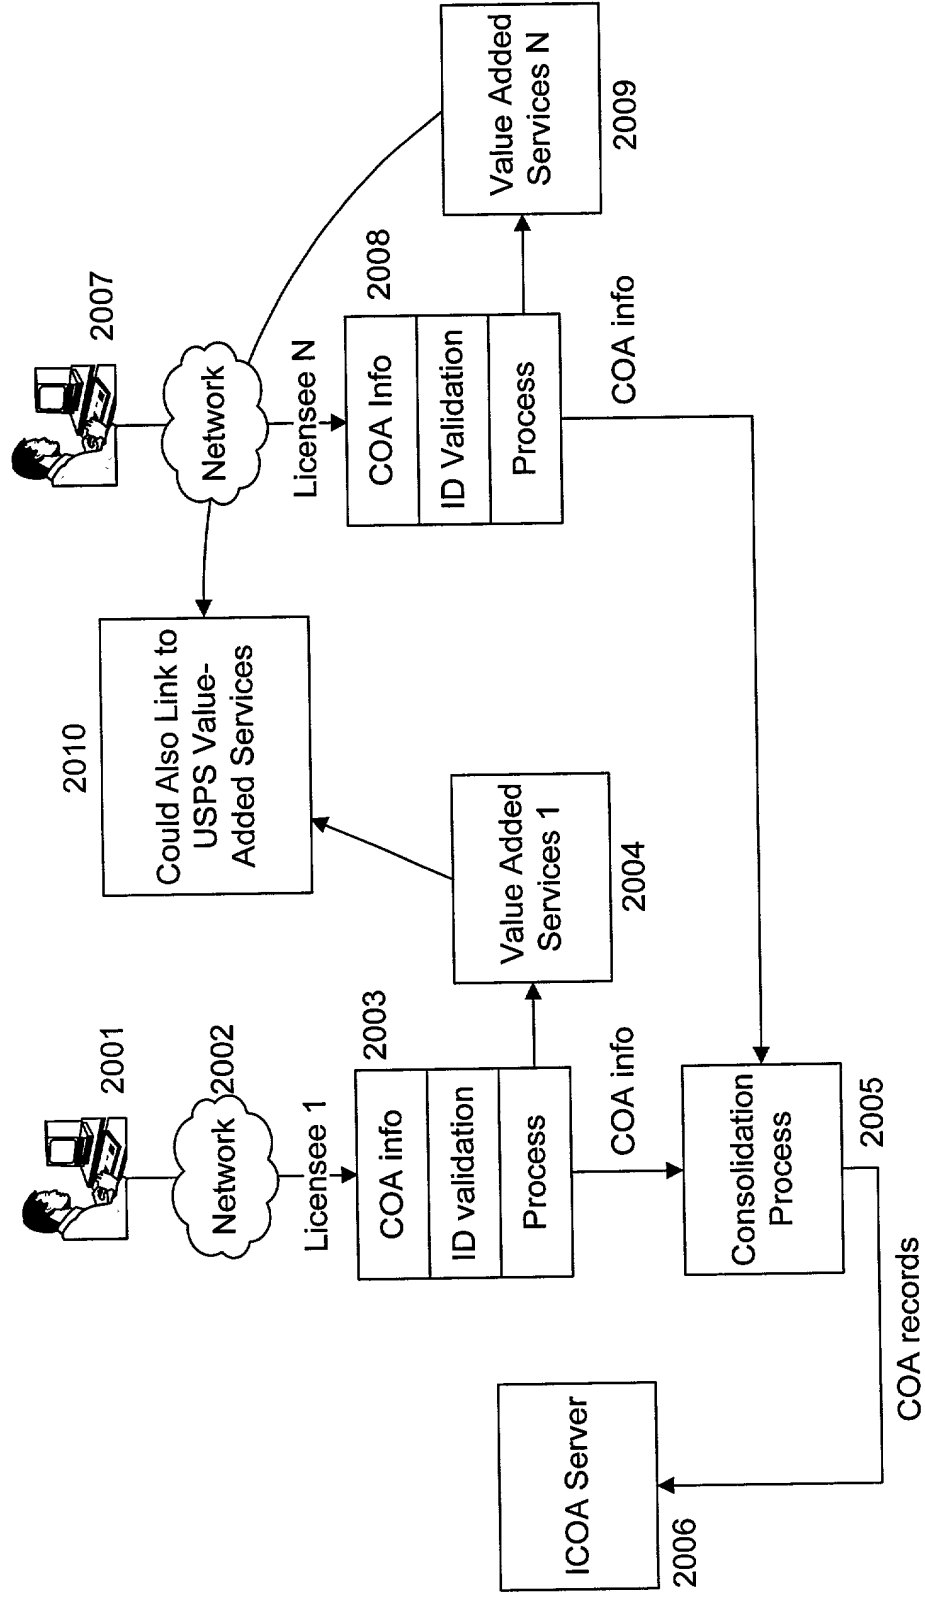 2001
2002
Network
Licensee 1
2003
COA info
ID validation
Process
COA info
Value Added
Services 1
2004
Consolidation
Process
2005
COA records
ICOA Server
2006
2010
Could Also Link to
USPS Value-
Added Services
2007
Network
Licensee N
2008
COA Info
ID Validation
Process
COA info
Value Added
Services N
2009